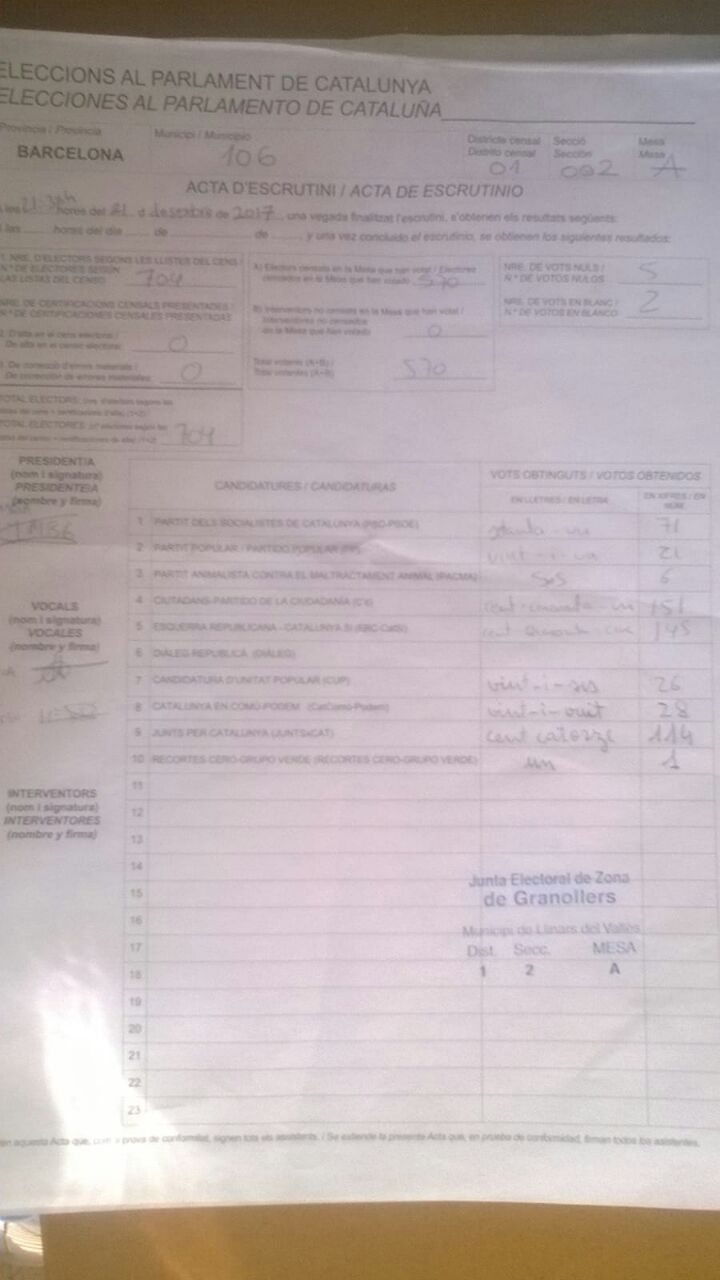 ELECCIONS AL PARLAMENT DE CATALUNYA
ELECCIONES AL PARLAMENTO DE CATALUÑA
Província / Provincia
BARCELONA
Municipi / Municipio
106
Districte censal
Distrito censal
01
Secció
Sección
002
Mesa
Mesa
A
ACTA D'ESCRUTINI / ACTA DE ESCRUTINIO
A les 21:30h hores del 21 d desembre de 2017, una vegada finalitzat l'escrutini, s'obtenen els resultats següents:
A las horas del día de de , y una vez concluido el escrutinio, se obtienen los siguientes resultados:
1. NRE. D'ELECTORS SEGONS LES LLISTES DEL CENS
N.º DE ELECTORES SEGÚN
LAS LISTAS DEL CENSO
704
NRE. DE CERTIFICACIONS CENSALS PRESENTADES /
N.º DE CERTIFICACIONES CENSALES PRESENTADAS
2. D'alta en el cens electoral /
De alta en el censo electoral:
0
3. De correcció d'errors materials /
De corrección de errores materiales:
0
TOTAL ELECTORS:
TOTAL ELECTORES:
704
A) Electors censats en la Mesa que han votat / Electores
censados en la Mesa que han votado
570
B) Interventors no censats en la Mesa que han votat /
Interventores no censados
en la Mesa que han votado
0
Total votants (A+B) /
Total votantes (A+B)
570
NRE. DE VOTS NULS /
N.º DE VOTOS NULOS
5
NRE. DE VOTS EN BLANC /
N.º DE VOTOS EN BLANCO
2
PRESIDENT/A
(nom i signatura)
PRESIDENTE/A
(nombre y firma)
VOCALS
(nom i signatura)
VOCALES
(nombre y firma)
INTERVENTORS
(nom i signatura)
INTERVENTORES
(nombre y firma)
CANDIDATURES / CANDIDATURAS
VOTS OBTINGUTS / VOTOS OBTENIDOS
EN LLETRES / EN LETRA
EN XIFRES / EN NÚM.
1 PARTIT DELS SOCIALISTES DE CATALUNYA (PSC-PSOE) setanta-un 71
2 PARTIT POPULAR / PARTIDO POPULAR (PP) vint-i-un 21
3 PARTIT ANIMALISTA CONTRA EL MALTRACTAMENT ANIMAL (PACMA) Sis 6
4 CIUTADANS-PARTIDO DE LA CIUDADANÍA (C's) 151
5 ESQUERRA REPUBLICANA - CATALUNYA SÍ (ERC-CatSí) 145
6 DIÀLEG REPUBLICÀ (DIÀLEG)
7 CANDIDATURA D'UNITAT POPULAR (CUP) vint-i-sis 26
8 CATALUNYA EN COMÚ-PODEM (CatComú-Podem) vint-i-vuit 28
9 JUNTS PER CATALUNYA (JUNTSxCAT) cent catorze 114
10 RECORTES CERO-GRUPO VERDE (RECORTES CERO-GRUPO VERDE) un 1
11
12
13
14
15
16
17
18
19
20
21
22
23
Junta Electoral de Zona
de Granollers
Municipi de Llinars del Vallès
Dist. Secc. MESA
1 2 A
en aquesta Acta que, com a prova de conformitat, signen tots els assistents. / Se extiende la presente Acta que, en prueba de conformidad, firman todos los asistentes.